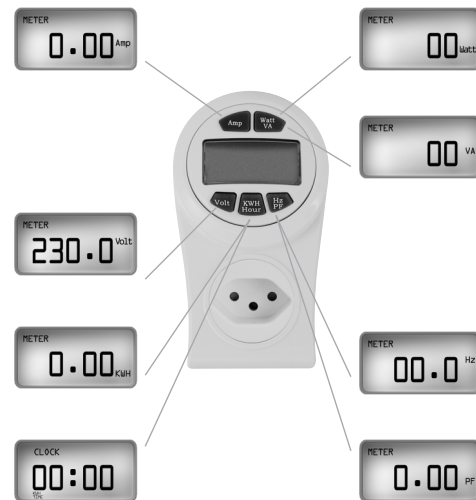 METER
0.00 Amp
METER
00 Watt
METER
00 VA
Amp
Watt
VA
Volt
KWH
Hour
Hz
PF
METER
230.0 Volt
METER
0.00 KWH
METER
00.0 Hz
CLOCK
00:00
METER
0.00 PF